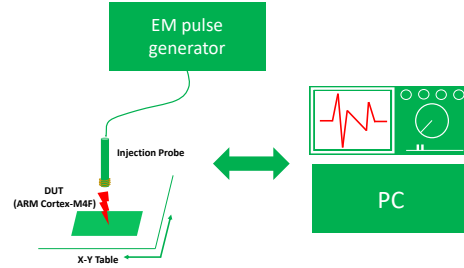 EM pulse
generator
Injection Probe
DUT
(ARM Cortex-M4F)
PC
X-Y Table